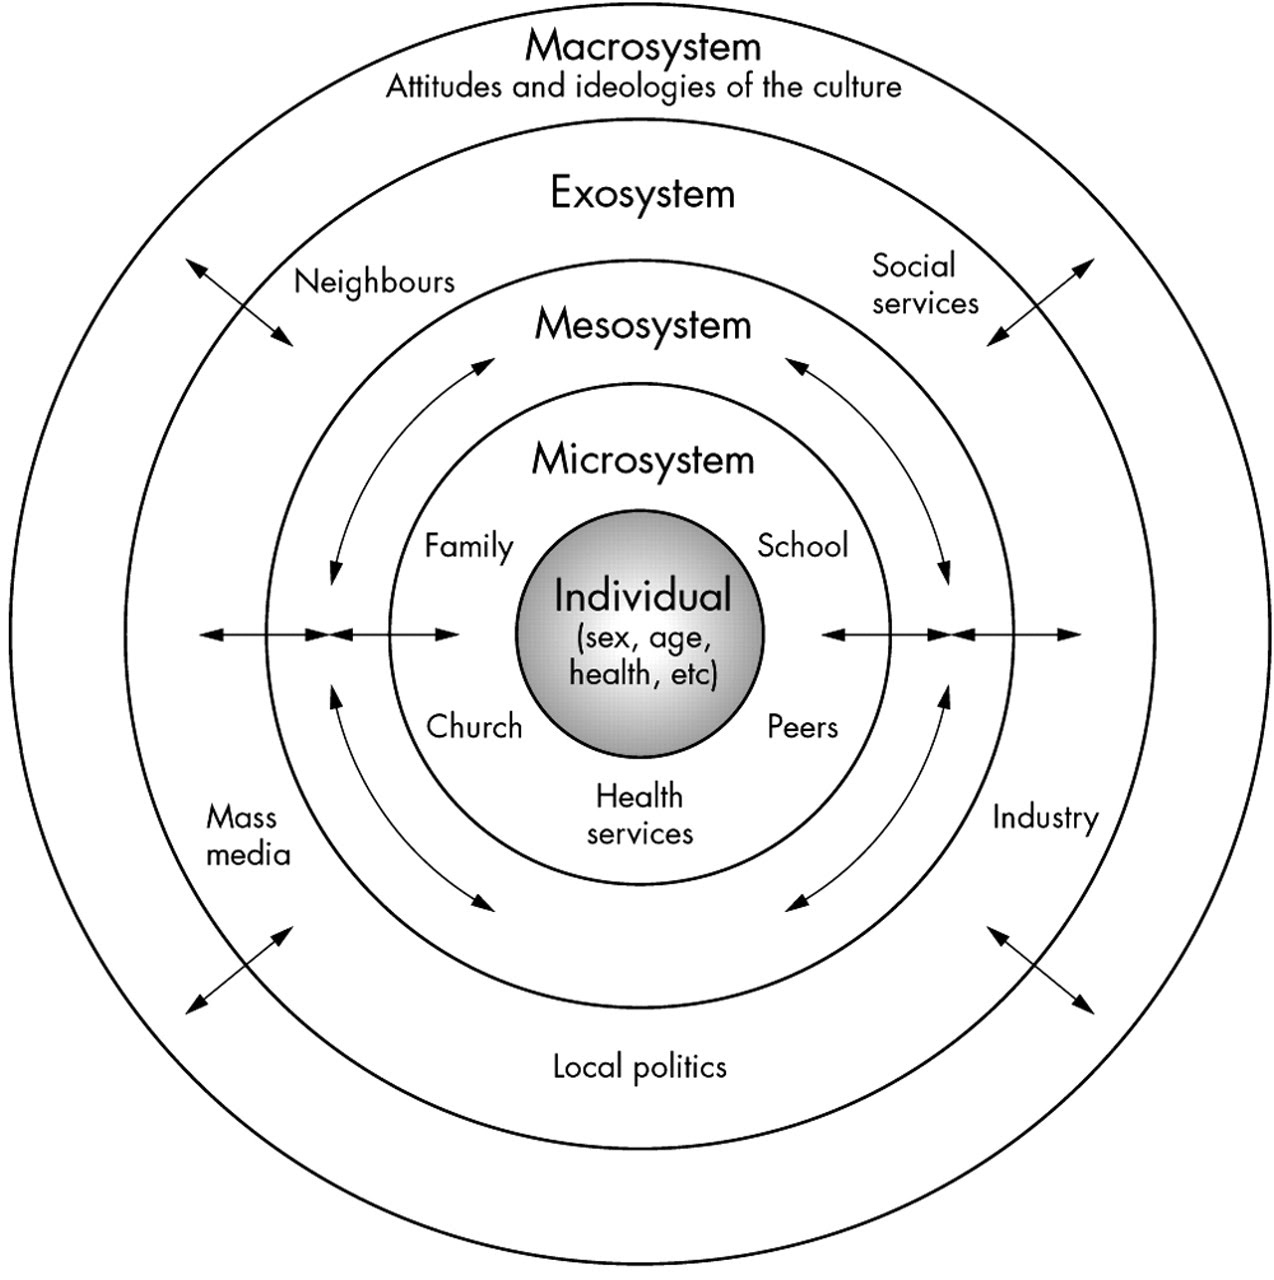 Macrosystem
Attitudes and ideologies of the culture
Exosystem
Neighbours
Social
services
Mesosystem
Microsystem
Family
School
Individual
(sex, age,
health, etc)
Church
Peers
Health
services
Mass
media
Industry
Local politics